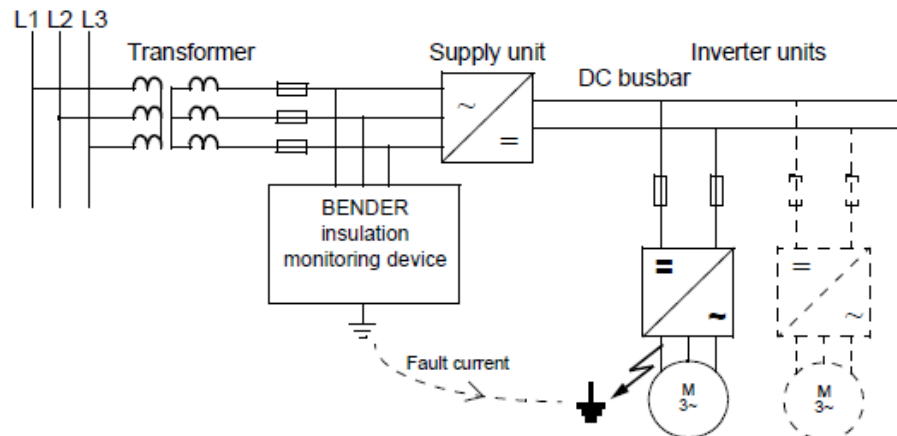 L1 L2 L3
Transformer
Supply unit
Inverter units
DC busbar
~
=
BENDER
insulation
monitoring device
=
~
=
~
Fault current
M
3~
M
3~